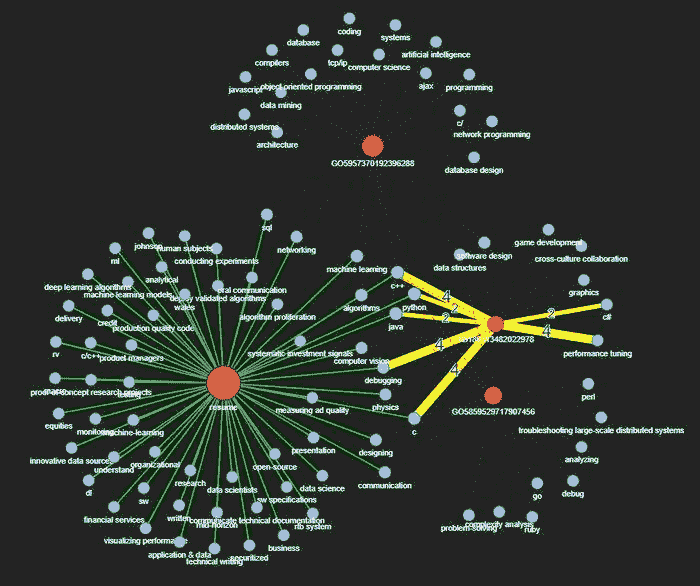 coding
database
systems
artificial intelligence
compilers
tcp/ip
computer science
javascript
object oriented programming
ajax
programming
data mining
distributed systems
c/
network programming
architecture
GO5957370192396288
database design
sql
networking
johnson
human subjects
game development
software design
cross-culture collaboration
ml
conducting experiments
machine learning
data structures
analytical
c++
4
deep learning algorithms
machine learning models
oral communication
graphics
deploy validated algorithms
wales
algorithms
python
2
delivery
credit
production quality code
algorithm proliferation
java
2
2
c#
4
3482022978
rv
c/c++
product managers
systematic investment signals
computer vision
4
performance tuning
debugging
4
proof-of-concept research projects
resume
measuring ad quality
physics
GO5859529717907456
perl
equities
monitoring
machine-learning
c
troubleshooting large-scale distributed systems
presentation
designing
innovative data sources
understand
organizational
open-source
analyzing
dl
research
data scientists
data science
communication
sw
sw specifications
go
debug
financial services
written
mid-horizon
communicate technical documentation
rtb system
problem-solving
complexity analysis
ruby
visualizing performance
business
application & data
technical writing
securitized